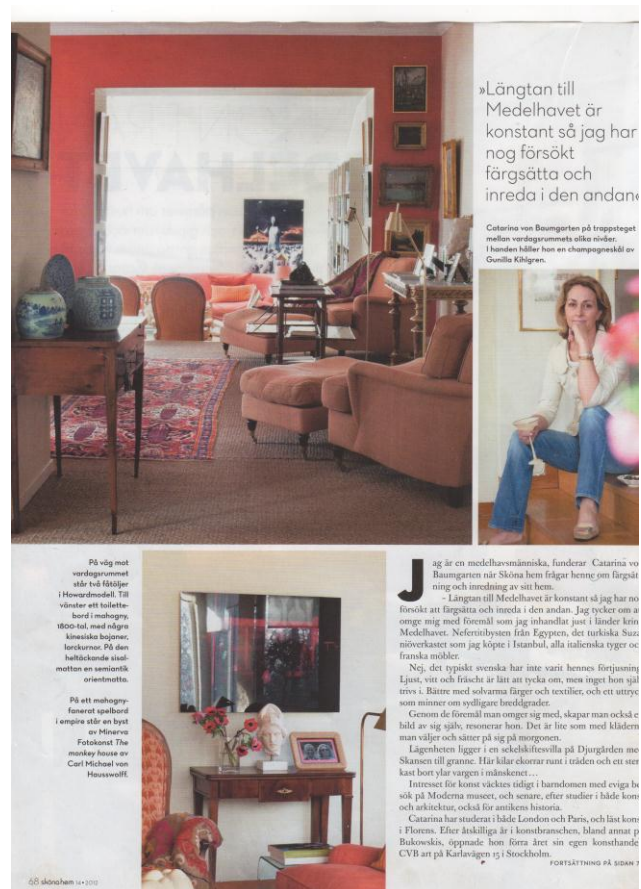 »Längtan till
Medelhavet är
konstant så jag har
nog försökt
färgsätta och
inreda i den andan«
Catarina von Baumgarten på trappsteget
mellan vardagsrummets olika nivåer.
I handen håller hon en champagneskål av
Gunilla Kihlgren.
På väg mot
vardagsrummet
står två fåtöljer
i Howardmodell. Till
vänster ett toilette-
bord i mahogny,
1800-tal, med några
kinesiska bojaner,
lorckurnor. På den
heltäckande sisal-
mattan en semiantik
orientmatta.
På ett mahogny-
fanerat spelbord
i empire står en byst
av Minerva
Fotokonst The
monkey house av
Carl Michael von
Hausswolff.
Jag är en medelhavsmänniska, funderar Catarina vo
Baumgarten när Sköna hem frågar henne om färgsät
ning och inredning av sitt hem.
– Längtan till Medelhavet är konstant så jag har no
försökt att färgsätta och inreda i den andan. Jag tycker om a
omge mig med föremål som jag inhandlat just i länder krin
Medelhavet. Nefertitibysten från Egypten, det turkiska Suza
niöverkastet som jag köpte i Istanbul, alla italienska tyger oc
franska möbler.
Nej, det typiskt svenska har inte varit hennes förtjusning
Ljust, vitt och fräscht är lätt att tycka om, men inget hon själ
trivs i. Bättre med solvarma färger och textilier, och ett uttryc
som minner om sydligare breddgrader.
Genom de föremål man omger sig med, skapar man också e
bild av sig själv, resonerar hon. Det är lite som med klädern
man väljer och sätter på sig på morgonen.
Lägenheten ligger i en sekelskiftesvilla på Djurgården me
Skansen till granne. Här kilar ekorrar runt i träden och ett sten
kast bort ylar vargen i månskenet…
Intresset för konst väcktes tidigt i barndomen med eviga be
sök på Moderna museet, och senare, efter studier i både kons
och arkitektur, också för antikens historia.
Catarina har studerat i både London och Paris, och läst kons
i Florens. Efter åtskilliga år i konstbranschen, bland annat p
Bukowskis, öppnade hon förra året sin egen konsthande
CVB art på Karlavägen 15 i Stockholm.
FORTSÄTTNING PÅ SIDAN 7
68 sköna hem 14•2012